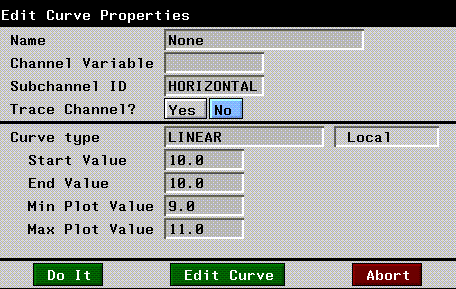 Edit Curve Properties
Name None
Channel Variable
Subchannel ID HORIZONTAL
Trace Channel? Yes No
Curve type LINEAR Local
Start Value 10.0
End Value 10.0
Min Plot Value 9.0
Max Plot Value 11.0
Do It Edit Curve Abort